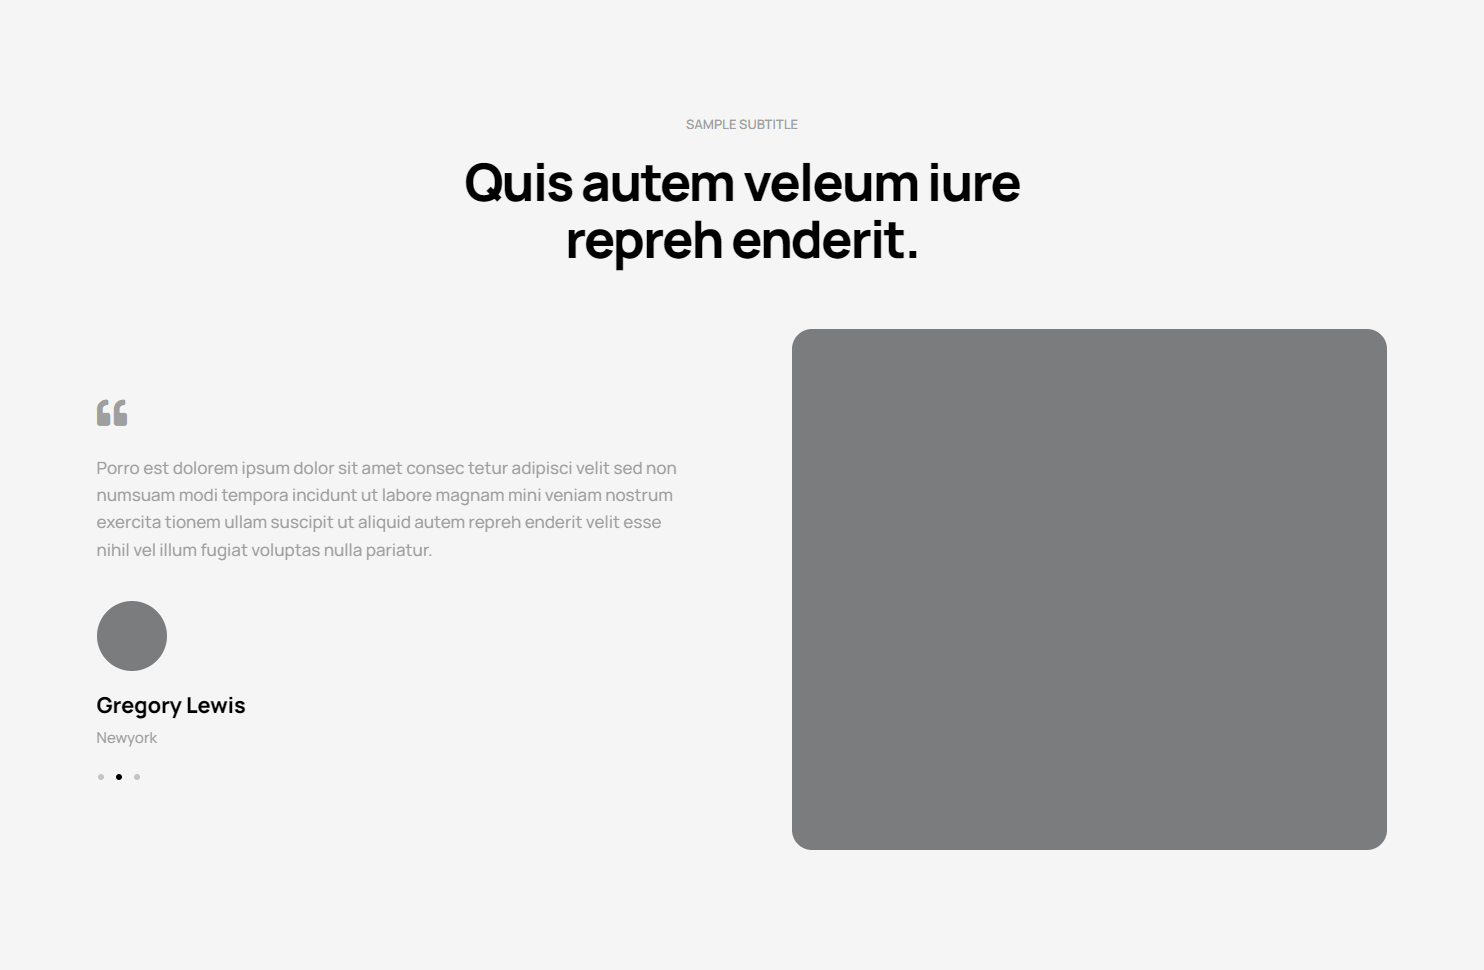 SAMPLE SUBTITLE
Quis autem veleum iure
repreh enderit.
Porro est dolorem ipsum dolor sit amet consec tetur adipisci velit sed non
numsuam modi tempora incidunt ut labore magnam mini veniam nostrum
exercita tionem ullam suscipit ut aliquid autem repreh enderit velit esse
nihil vel illum fugiat voluptas nulla pariatur.
Gregory Lewis
Newyork